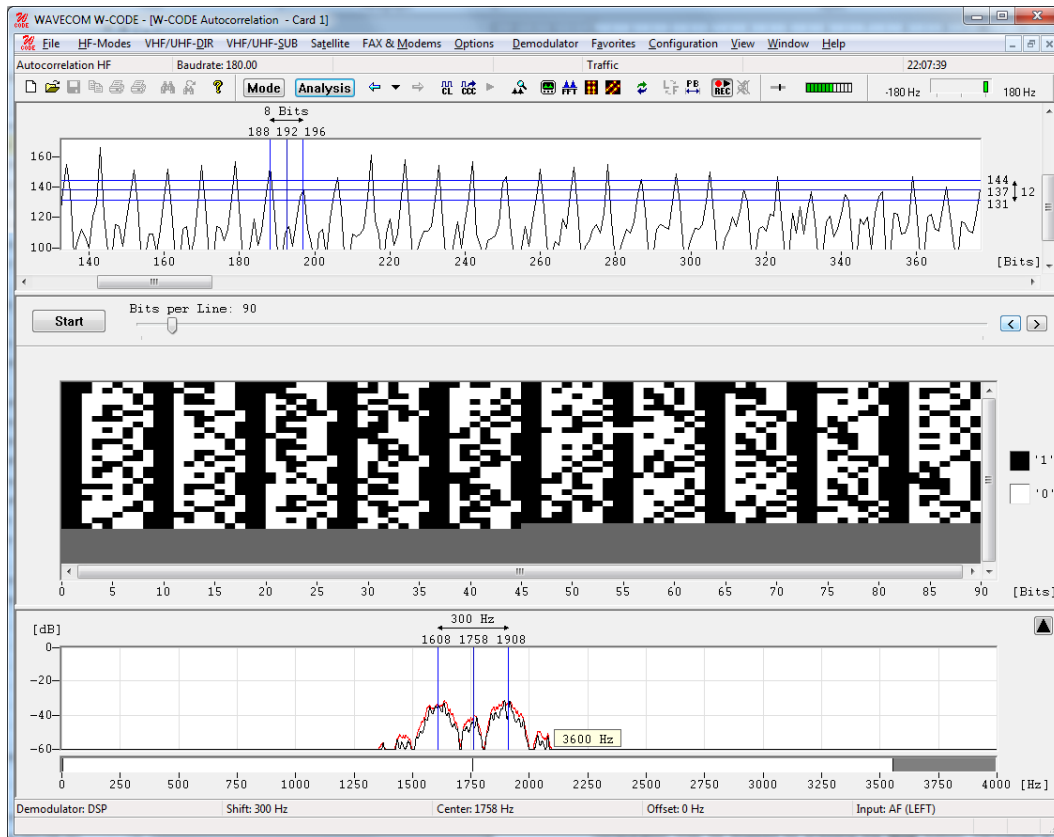 WAVECOM W-CODE - [W-CODE Autocorrelation - Card 1]
File HF-Modes VHF/UHF-DIR VHF/UHF-SUB Satellite FAX & Modems Options Demodulator Favorites Configuration View Window Help
Autocorrelation HF Baudrate: 180.00 Traffic 22:07:39
Mode Analysis CL CCC FFT L:F PB REC -180 Hz 180 Hz
8 Bits
188 192 196
160
140
120
100
144
137 12
131
140 160 180 200 220 240 260 280 300 320 340 360 [Bits]
Bits per Line: 90
Start
'1'
'0'
0 5 10 15 20 25 30 35 40 45 50 55 60 65 70 75 80 85 90 [Bits]
300 Hz
[dB] 1608 1758 1908
0
-20
-40
-60
3600 Hz
0 250 500 750 1000 1250 1500 1750 2000 2250 2500 2750 3000 3250 3500 3750 4000 [Hz]
Demodulator: DSP Shift: 300 Hz Center: 1758 Hz Offset: 0 Hz Input: AF (LEFT)